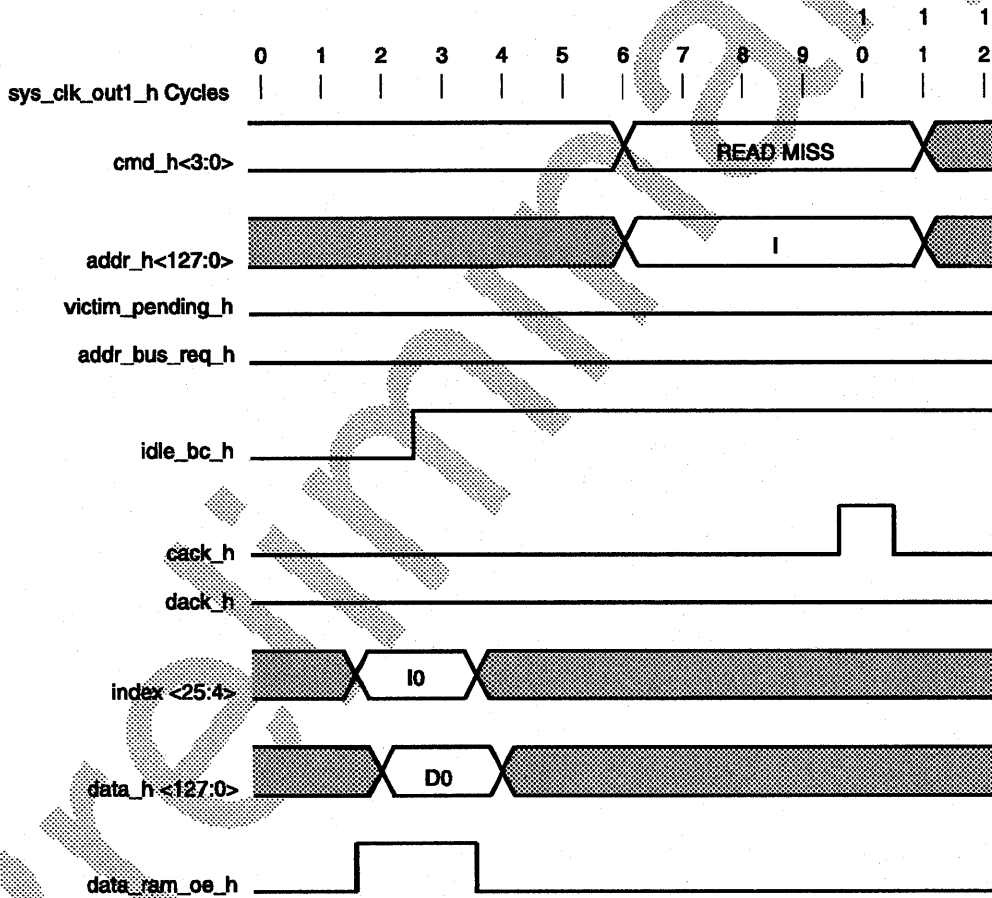 1 1 1
0 1 2 3 4 5 6 7 8 9 0 1 2
sys_clk_out1_h Cycles
cmd_h<3:0> READ MISS
addr_h<127:0> I
victim_pending_h
addr_bus_req_h
idle_bc_h
cack_h
dack_h
index <25:4> I0
data_h <127:0> D0
data_ram_oe_h